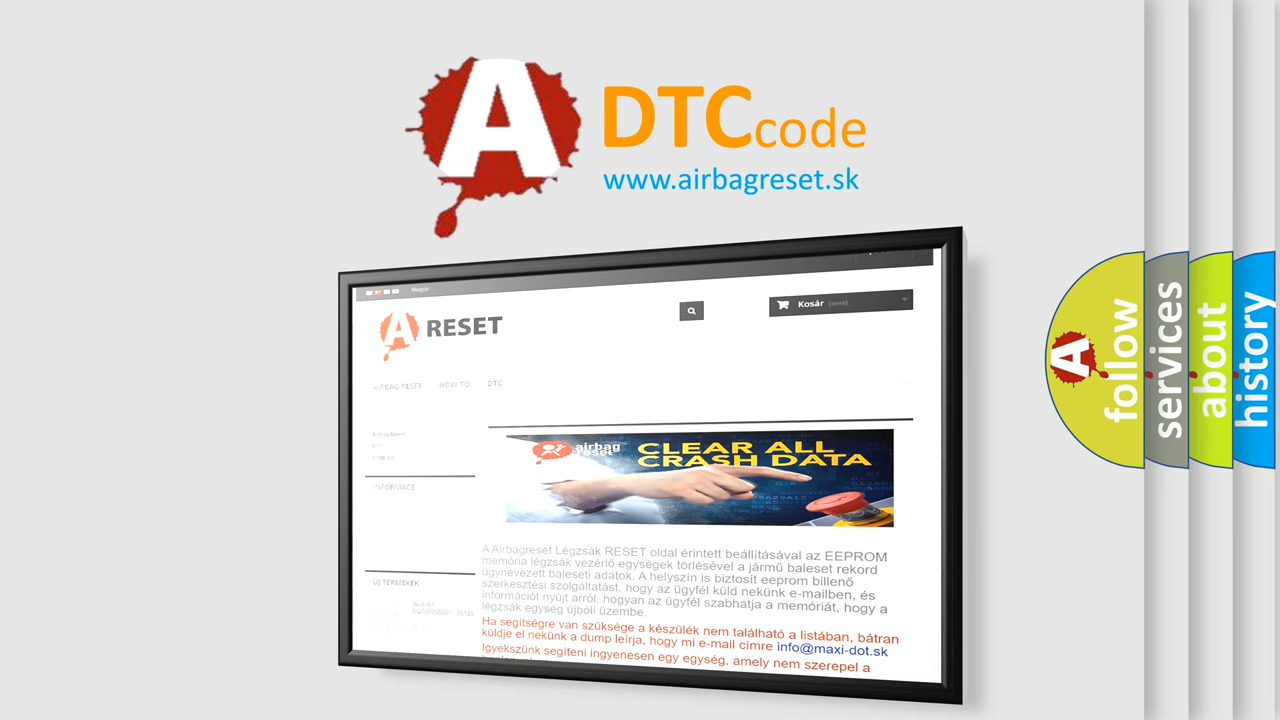 A
DTCcode
www.airbagreset.sk
Magyar
A RESET
Kosár (üres)
AIRBAG RESET HOW TO DTC
INFORMACE
ÚJ TERMÉKEK
airbag
reset
CLEAR ALL
CRASH DATA
A Airbagreset Légzsák RESET oldal érintett beállításával az EEPROM
memória légzsák vezérlő egységek törlésével a jármű baleset rekord
úgynevezett baleseti adatok. A helyszín is biztosít eeprom billenő
szerkesztési szolgáltatást, hogy az ügyfél küld nekünk e-mailben, és
információt nyújt arról, hogyan az ügyfél szabhatja a memóriát, hogy a
légzsák egység újbóli üzembe.
Ha segítségre van szüksége a készülék nem található a listában, bátran
küldje el nekünk a dump leírja, hogy mi e-mail címre info@maxi-dot.sk
Igyekszünk segíteni ingyenesen egy egység, amely nem szerepel a
A
follow
services
about
history